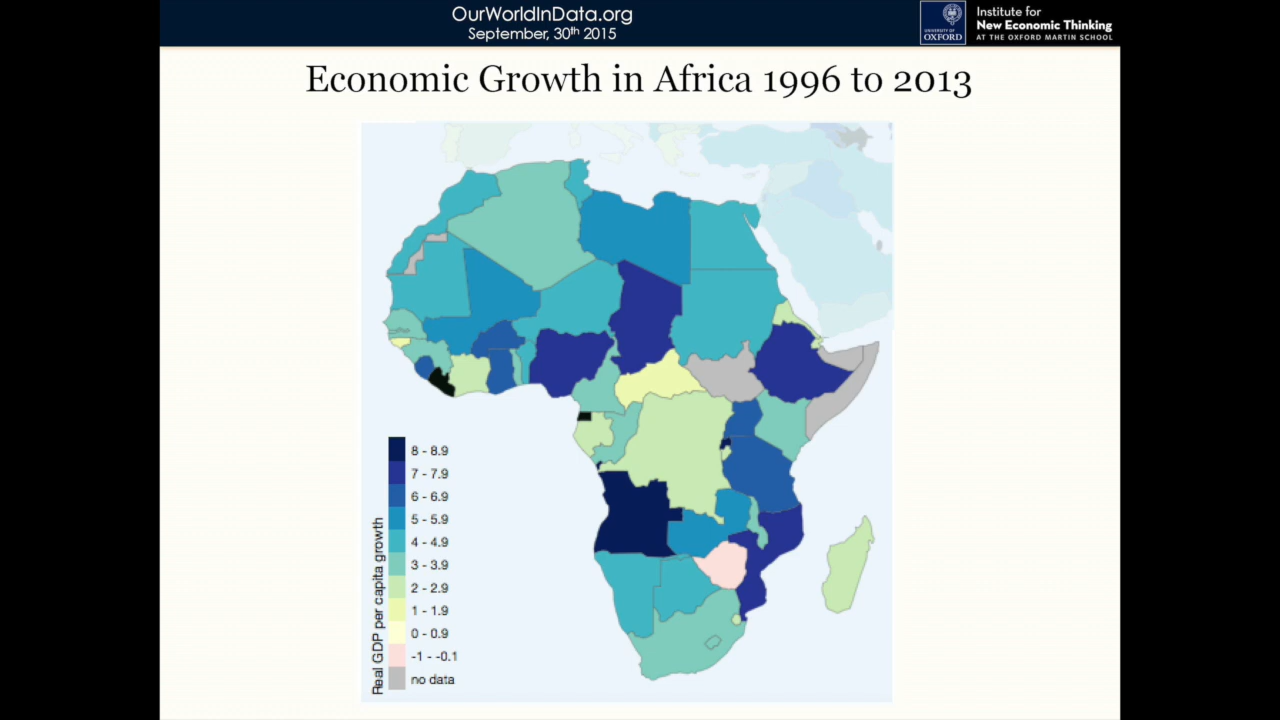 OurWorldInData.org
September, 30th 2015
UNIVERSITY OF
OXFORD
Institute for
New Economic Thinking
AT THE OXFORD MARTIN SCHOOL
Economic Growth in Africa 1996 to 2013
Real GDP per capita growth
8 - 8.9
7 - 7.9
6 - 6.9
5 - 5.9
4 - 4.9
3 - 3.9
2 - 2.9
1 - 1.9
0 - 0.9
-1 - -0.1
no data